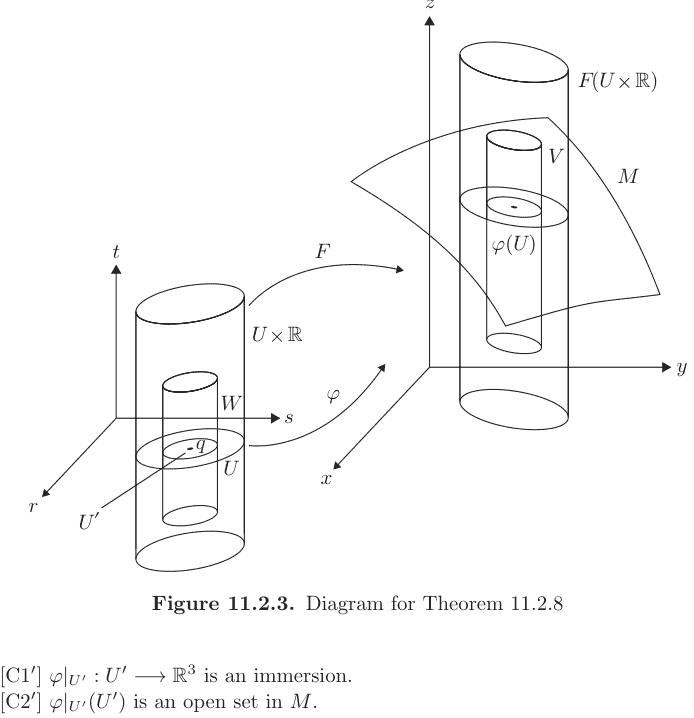 z
F(U × ℝ)
V
M
φ(U)
t
F
U × ℝ
W
φ
s
y
q
U
x
r
U′
Figure 11.2.3. Diagram for Theorem 11.2.8
[C1′] φ|U′ : U′ ⟶ ℝ³ is an immersion.
[C2′] φ|U′(U′) is an open set in M.